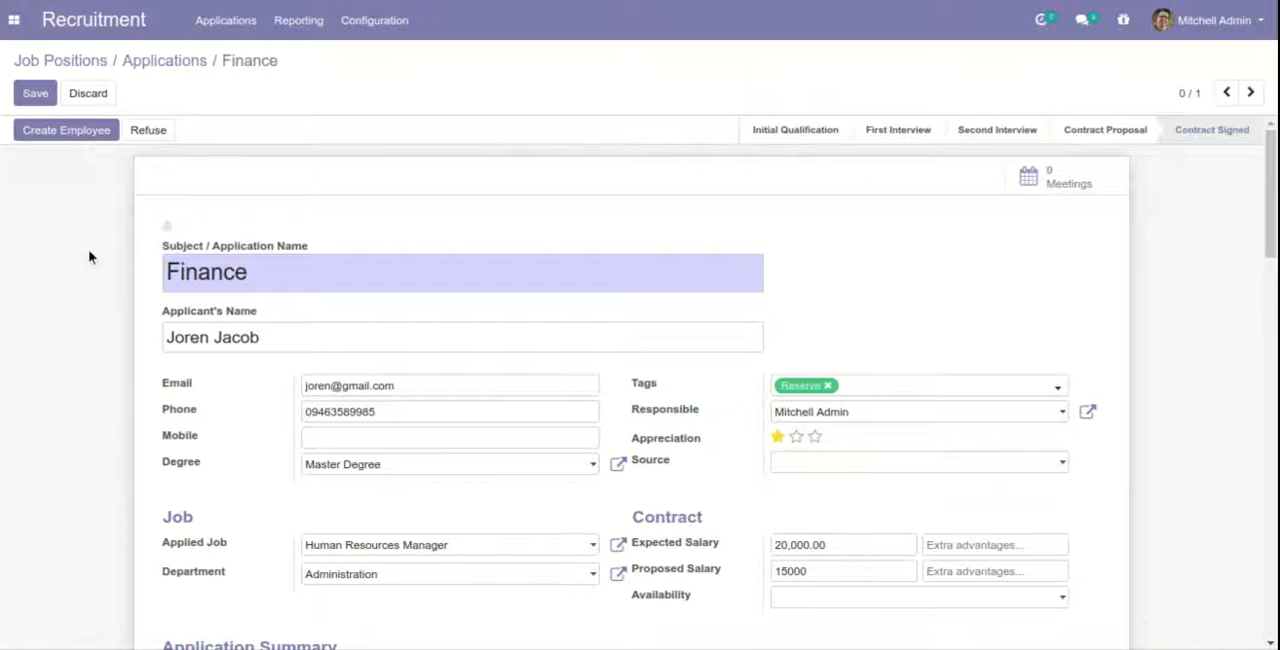 Recruitment Applications Reporting Configuration Mitchell Admin
Job Positions / Applications / Finance
Save Discard 0 / 1
Create Employee Refuse Initial Qualification First Interview Second Interview Contract Proposal Contract Signed
0
Meetings
Subject / Application Name
Finance
Applicant's Name
Joren Jacob
Email joren@gmail.com Tags Reserve
Phone 09463589985 Responsible Mitchell Admin
Mobile Appreciation
Degree Master Degree Source
Job Contract
Applied Job Human Resources Manager Expected Salary 20,000.00 Extra advantages...
Department Administration Proposed Salary 15000 Extra advantages...
Availability
Application Summary